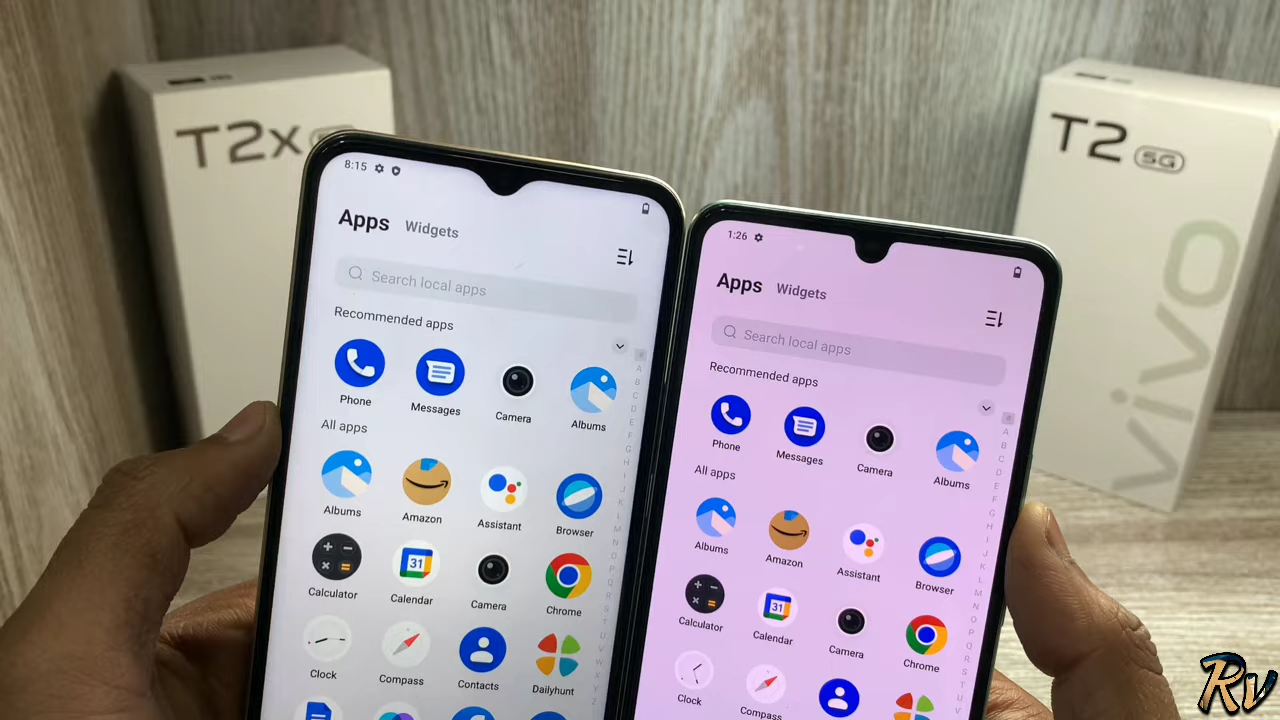 T2x
T2 5G
vivo
8:15
Apps Widgets
Search local apps
Recommended apps
Phone Messages Camera Albums
All apps
Albums Amazon Assistant Browser
Calculator Calendar Camera Chrome
31
Clock Compass Contacts Dailyhunt
#
A
B
C
D
E
F
G
H
I
J
K
L
M
N
O
P
Q
R
S
T
U
V
W
X
Y
Z
1:26
Apps Widgets
Search local apps
Recommended apps
Phone Messages Camera Albums
All apps
Albums Amazon Assistant Browser
Calculator Calendar Camera Chrome
31
Clock Compass
#
A
B
C
D
E
F
G
H
I
J
K
L
M
N
O
P
Q
R
S
T
U
V
Rv